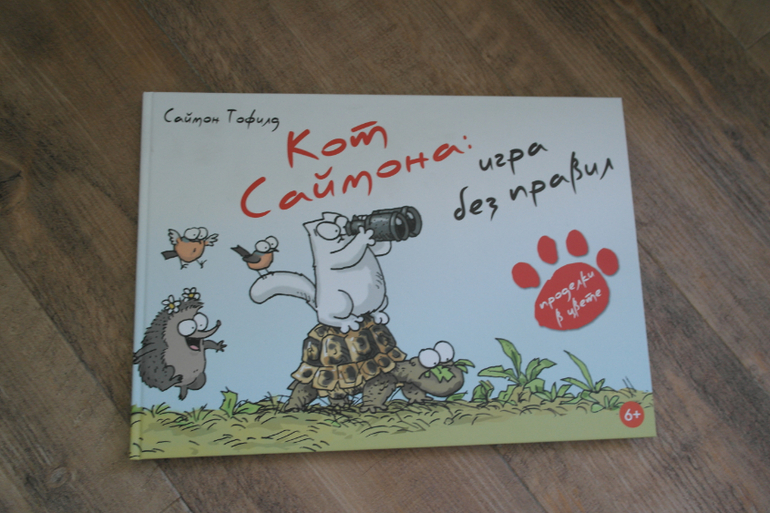 Саймон Тофилд
Кот
Саймона:
игра
без правил
проделки
в цвете
6+